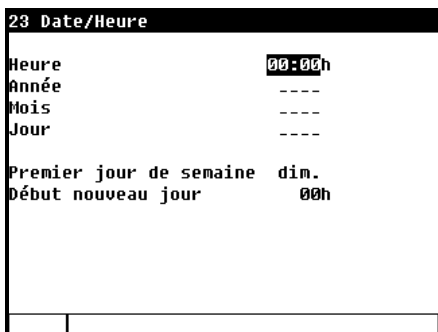 23 Date/Heure
Heure 00:00h
Année ----
Mois ----
Jour ----
Premier jour de semaine dim.
Début nouveau jour 00h